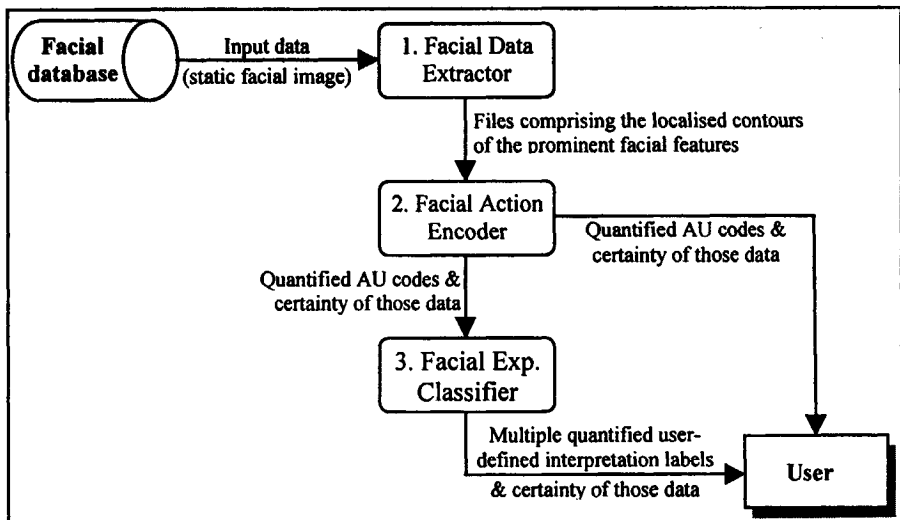 Facial
database
Input data
(static facial image)
1. Facial Data
Extractor
Files comprising the localised contours
of the prominent facial features
2. Facial Action
Encoder
Quantified AU codes &
certainty of those data
Quantified AU codes &
certainty of those data
3. Facial Exp.
Classifier
Multiple quantified user-
defined interpretation labels
& certainty of those data
User